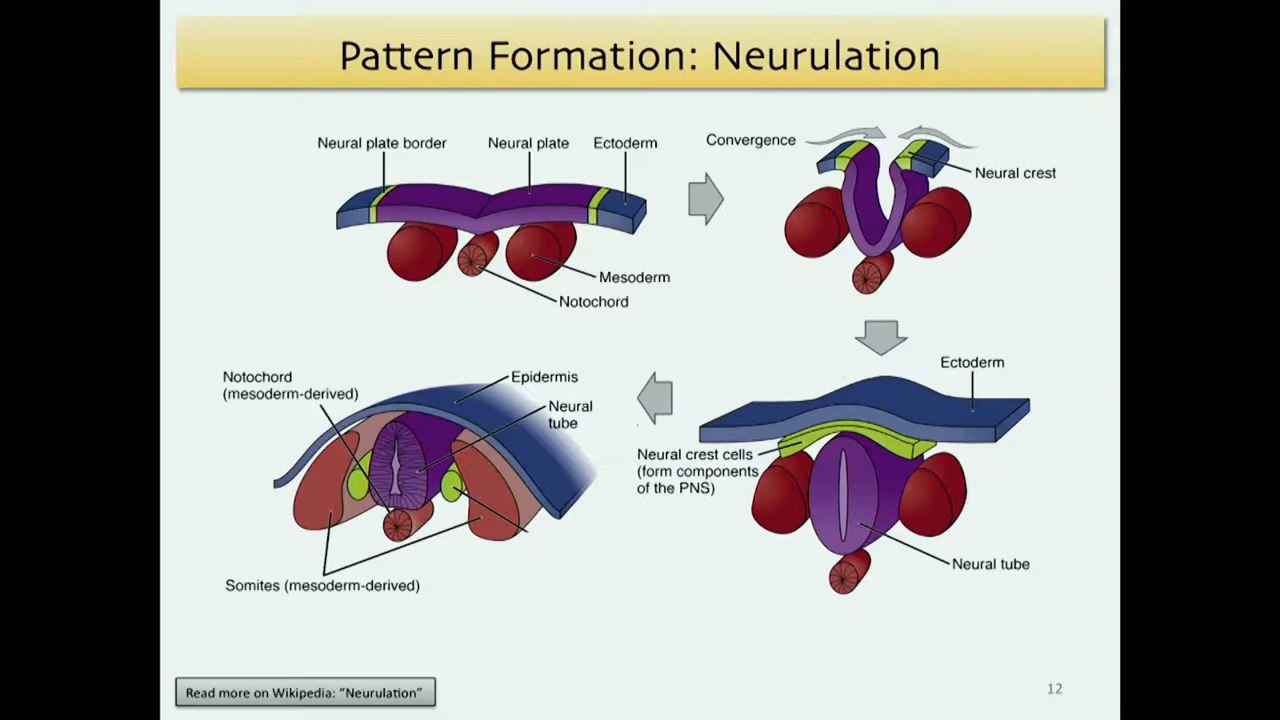 Pattern Formation: Neurulation
Neural plate border
Neural plate
Ectoderm
Mesoderm
Notochord
Convergence
Neural crest
Ectoderm
Neural crest cells
(form components
of the PNS)
Neural tube
Notochord
(mesoderm-derived)
Epidermis
Neural
tube
Somites (mesoderm-derived)
Read more on Wikipedia: “Neurulation”
12